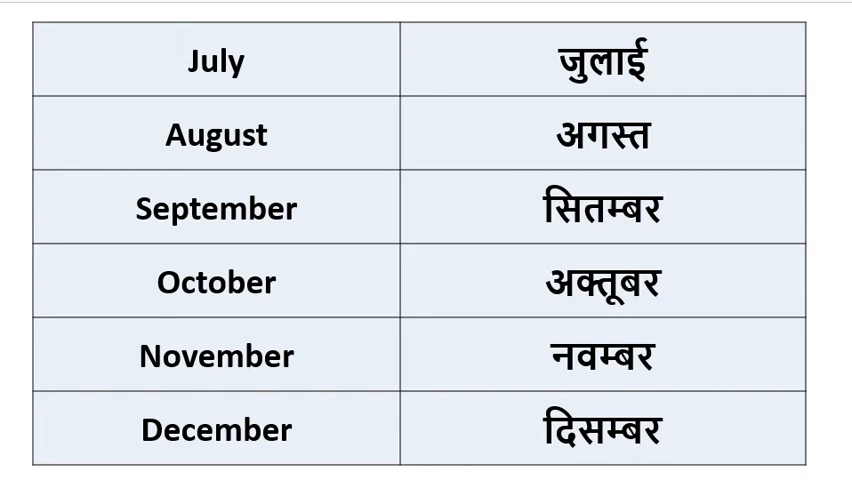 July जुलाई
August अगस्त
September सितम्बर
October अक्तूबर
November नवम्बर
December दिसम्बर